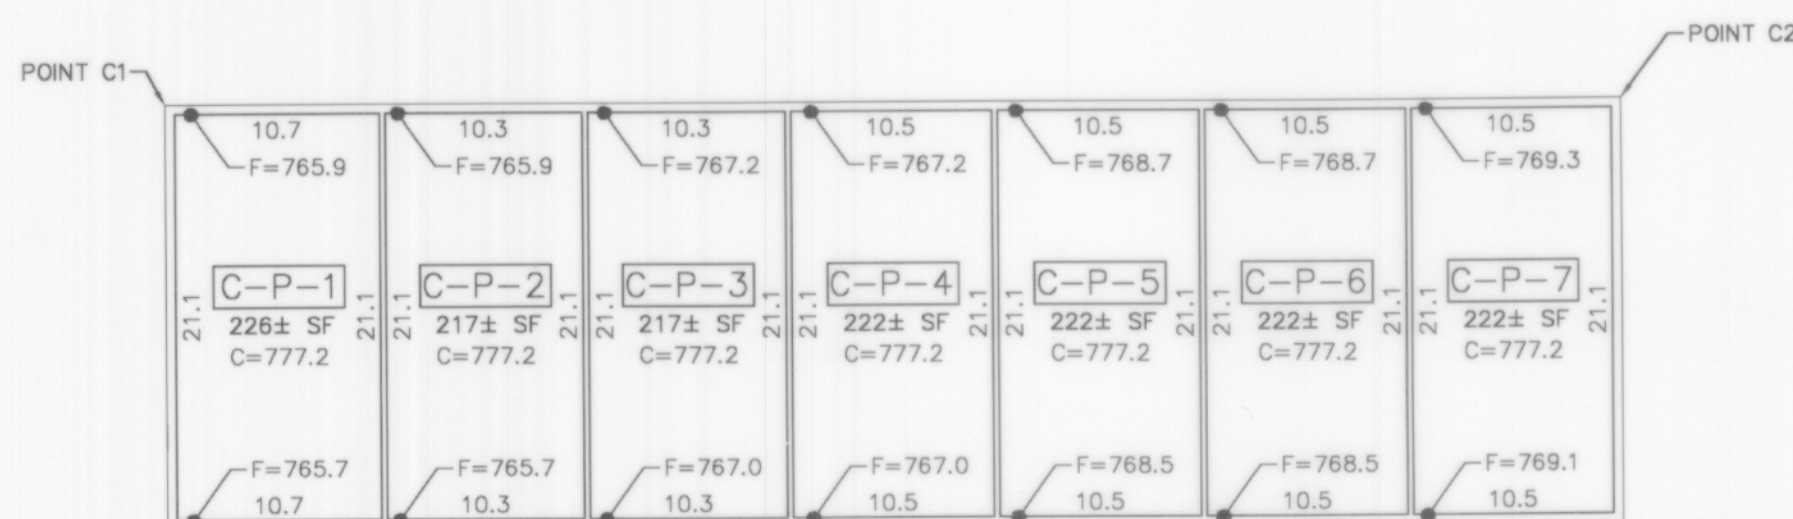 POINT C2
POINT C1
10.7 10.3 10.3 10.5 10.5 10.5 10.5
F=765.9 F=765.9 F=767.2 F=767.2 F=768.7 F=768.7 F=769.3
C-P-1 C-P-2 C-P-3 C-P-4 C-P-5 C-P-6 C-P-7
21.1 21.1 21.1 21.1 21.1 21.1 21.1 21.1 21.1 21.1 21.1 21.1 21.1 21.1
226± SF 217± SF 217± SF 222± SF 222± SF 222± SF 222± SF
C=777.2 C=777.2 C=777.2 C=777.2 C=777.2 C=777.2 C=777.2
F=765.7 F=765.7 F=767.0 F=767.0 F=768.5 F=768.5 F=769.1
10.7 10.3 10.3 10.5 10.5 10.5 10.5